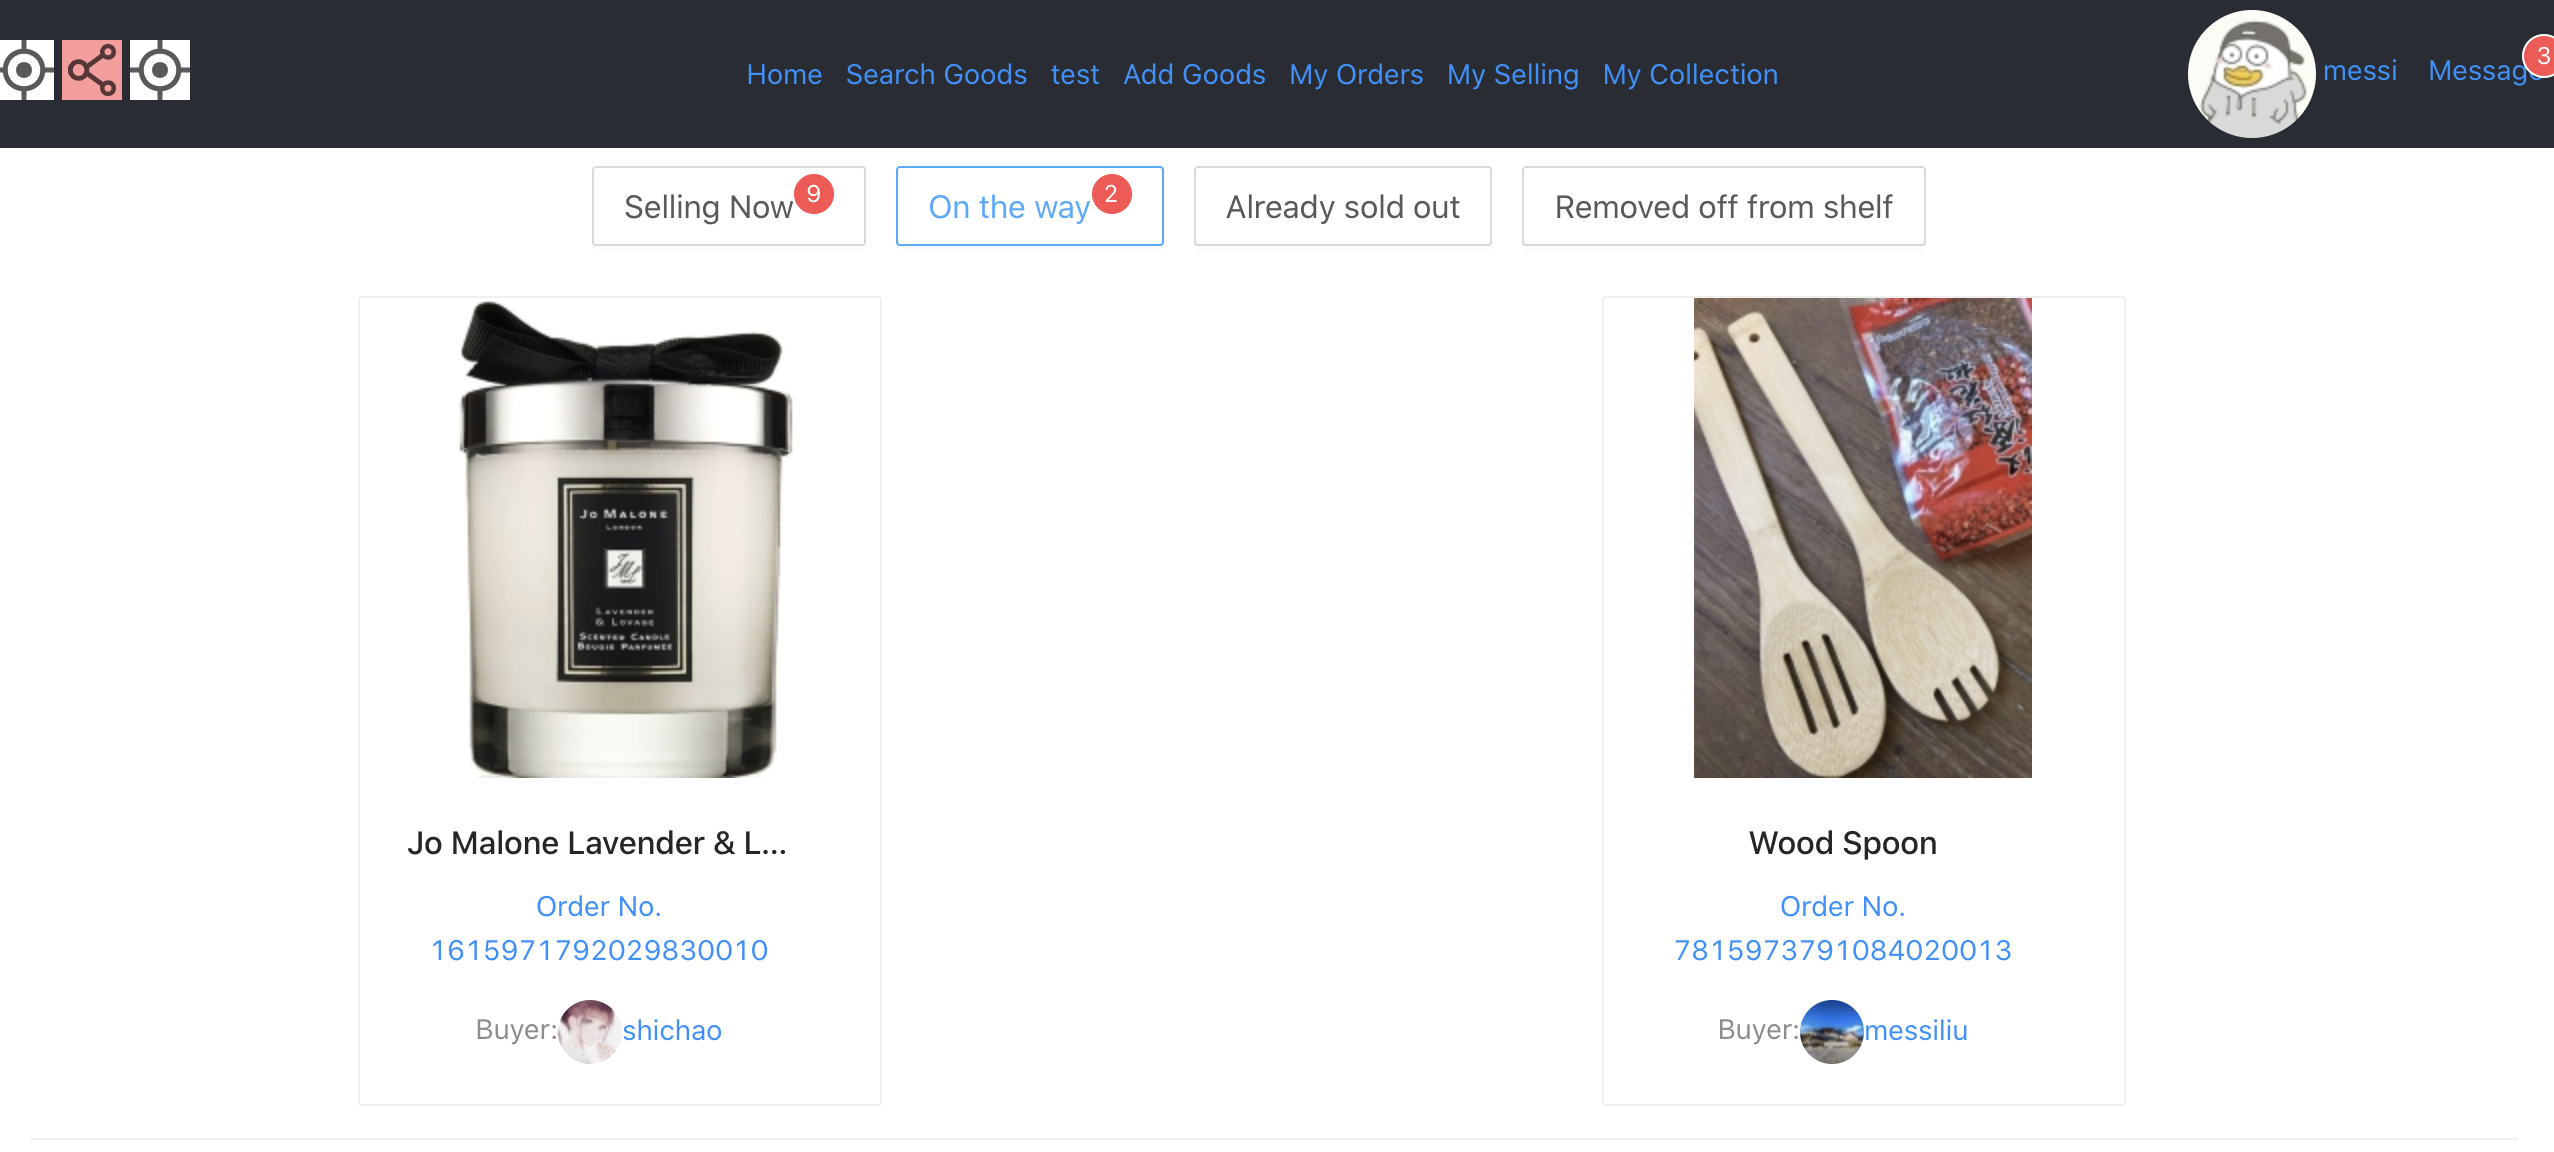 Home Search Goods test Add Goods My Orders My Selling My Collection
messi Message 3
Selling Now 9
On the way 2
Already sold out
Removed off from shelf
JO MALONE
LONDON
LAVENDER
& LOVAGE
SCENTED CANDLE
BOUGIE PARFUMÉE
Jo Malone Lavender & L...
Order No.
1615971792029830010
Buyer: shichao
Wood Spoon
Order No.
7815973791084020013
Buyer: messiliu